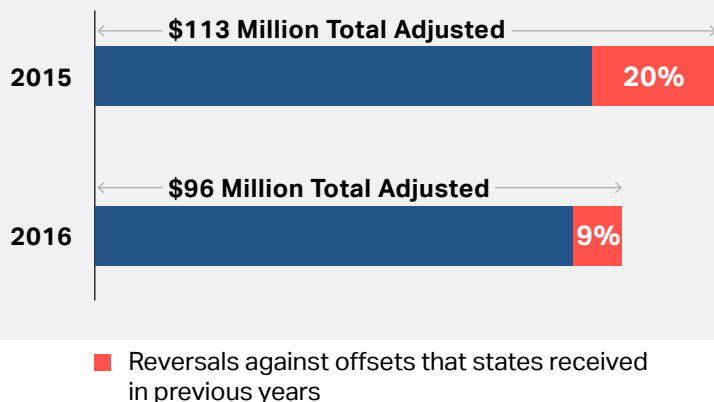 $113 Million Total Adjusted
2015
20%
$96 Million Total Adjusted
2016
9%
Reversals against offsets that states received
in previous years